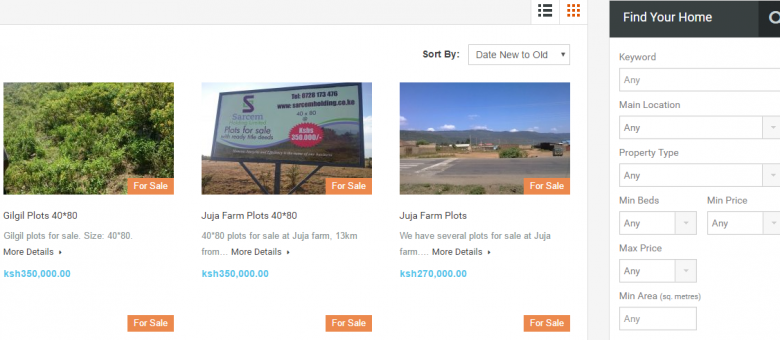 Find Your Home
Sort By: Date New to Old
Keyword
Any
Main Location
Any
Property Type
Any
Min Beds Min Price
Any Any
Max Price
Any
Min Area (sq. metres)
Any
Tel: 0728 173 476
www.sarcemholding.co.ke
S
Sarcem
40 x 80
@
Plots for sale
with ready title deeds
Kshs
350,000/-
For Sale For Sale For Sale
Gilgil Plots 40*80
Gilgil plots for sale. Size: 40*80.
More Details
ksh350,000.00
Juja Farm Plots 40*80
40*80 plots for sale at Juja farm, 13km
from... More Details
ksh350,000.00
Juja Farm Plots
We have several plots for sale at Juja
farm.... More Details
ksh270,000.00
For Sale For Sale For Sale